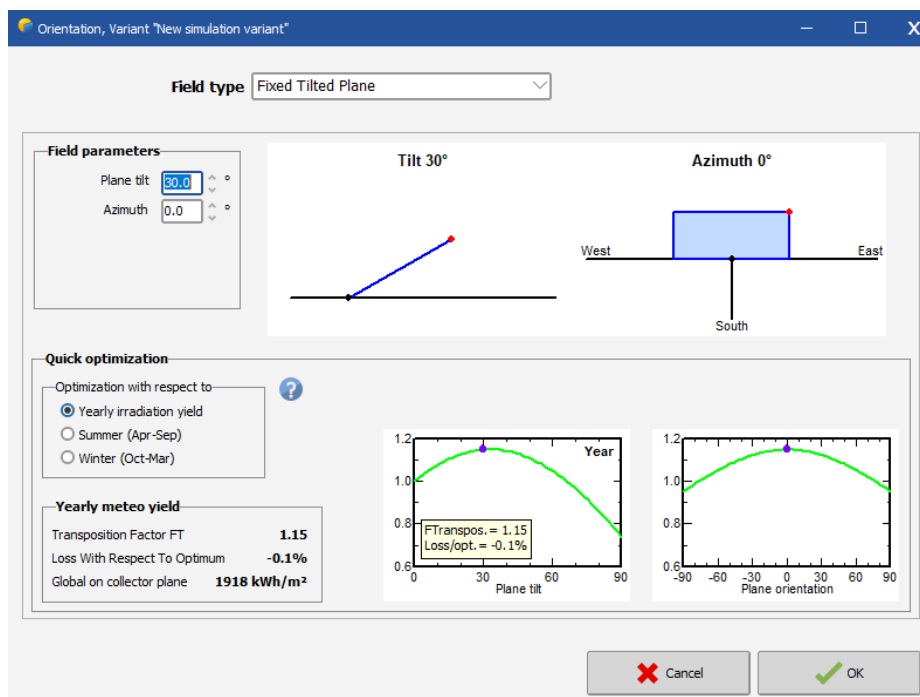 Orientation, Variant "New simulation variant"
Field type Fixed Tilted Plane
Field parameters
Plane tilt 30.0 °
Azimuth 0.0 °
Tilt 30°
Azimuth 0°
West
East
South
Quick optimization
Optimization with respect to
Yearly irradiation yield
Summer (Apr-Sep)
Winter (Oct-Mar)
?
Yearly meteo yield
Transposition Factor FT 1.15
Loss With Respect To Optimum -0.1%
Global on collector plane 1918 kWh/m²
1.2
1.0
0.8
0.6
Year
FTranspos.= 1.15
Loss/opt.= -0.1%
0 30 60 90
Plane tilt
1.2
1.0
0.8
0.6
-90 -60 -30 0 30 60 90
Plane orientation
Cancel
OK